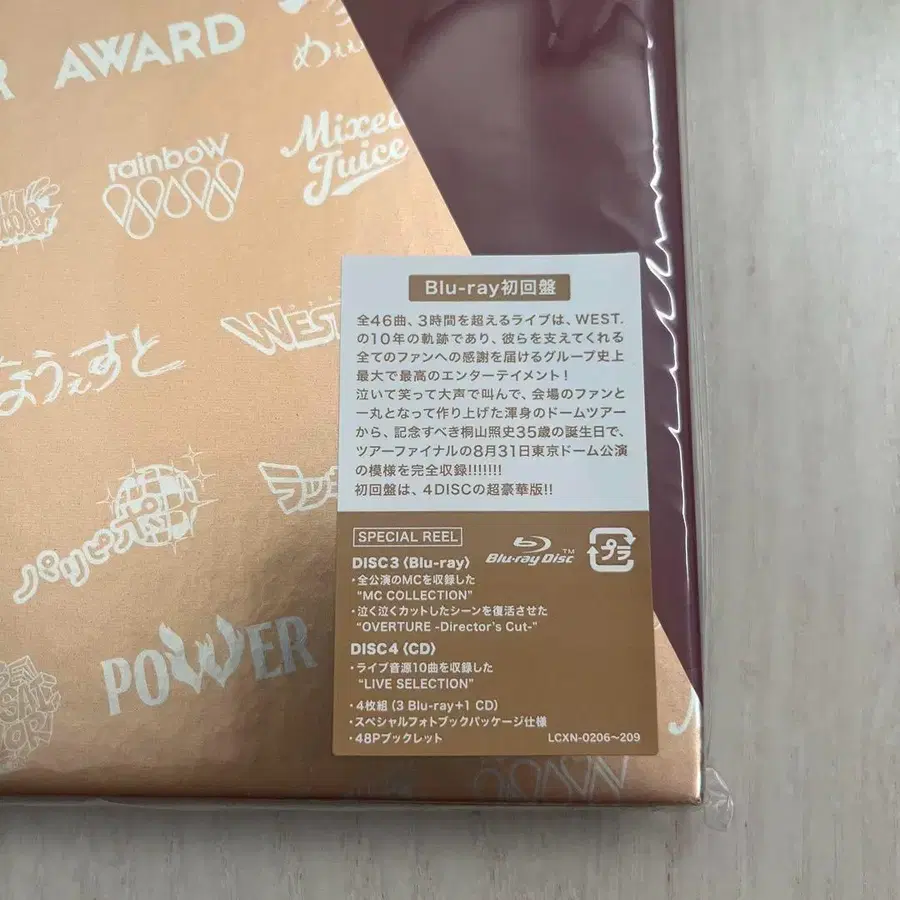 AWARD
めぇぇ
rainboW
Mixed
Juice
WEST
なうぇすと
パリピポ
POWER
Blu-ray初回盤
全46曲、3時間を超えるライブは、WEST.
の10年の軌跡であり、彼らを支えてくれる
全てのファンへの感謝を届けるグループ史上
最大で最高のエンターテイメント！
泣いて笑って大声で叫んで、会場のファンと
一丸となって作り上げた渾身のドームツアー
から、記念すべき桐山照史35歳の誕生日で、
ツアーファイナルの8月31日東京ドーム公演
の模様を完全収録!!!!!!!
初回盤は、4DISCの超豪華版!!
SPECIAL REEL
Blu-ray Disc™
プラ
DISC3〈Blu-ray〉
・全公演のMCを収録した
“MC COLLECTION”
・泣く泣くカットしたシーンを復活させた
“OVERTURE -Director's Cut-”
DISC4〈CD〉
・ライブ音源10曲を収録した
“LIVE SELECTION”
・4枚組（3 Blu-ray+1 CD）
・スペシャルフォトブックパッケージ仕様
・48Pブックレット
LCXN-0206～209